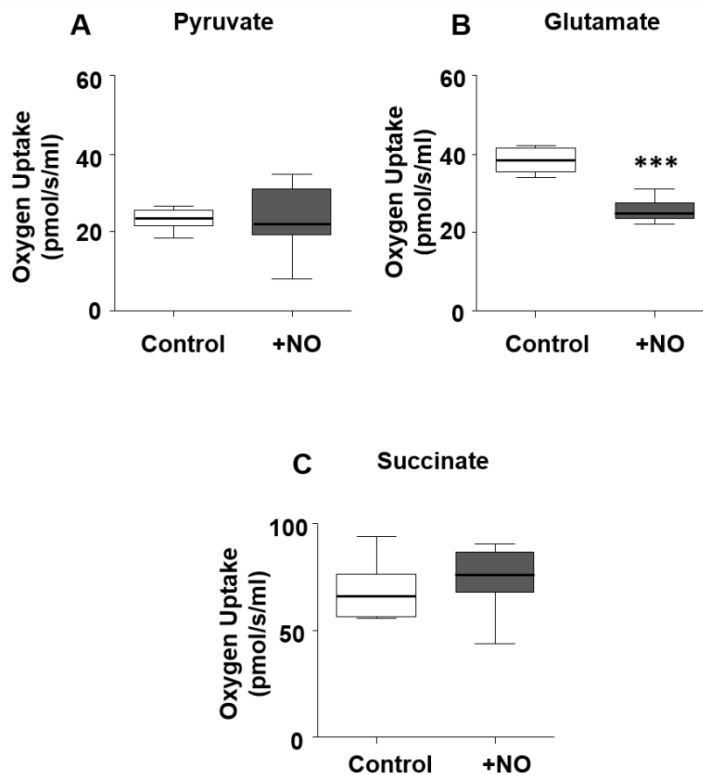 A Pyruvate
60
40
20
0
Oxygen Uptake
(pmol/s/ml)
Control +NO
B Glutamate
60
40
20
0
Oxygen Uptake
(pmol/s/ml)
***
Control +NO
C Succinate
100
50
0
Oxygen Uptake
(pmol/s/ml)
Control +NO